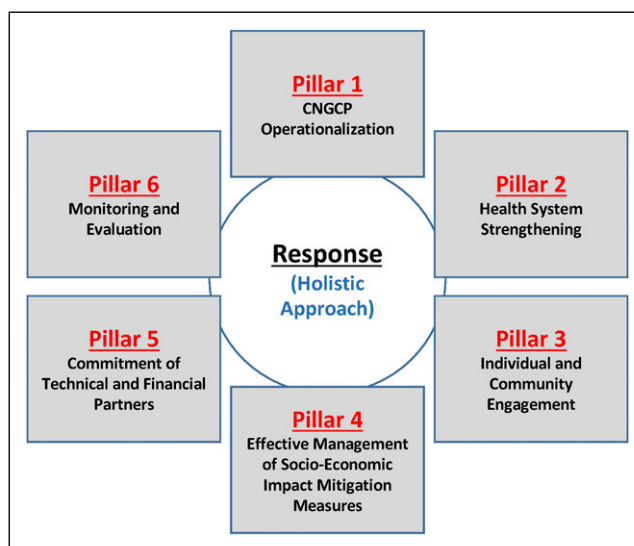 Pillar 1
CNGCP
Operationalization
Pillar 6
Monitoring and
Evaluation
Pillar 2
Health System
Strengthening
Response
(Holistic
Approach)
Pillar 5
Commitment of
Technical and Financial
Partners
Pillar 3
Individual and
Community
Engagement
Pillar 4
Effective Management
of Socio-Economic
Impact Mitigation
Measures